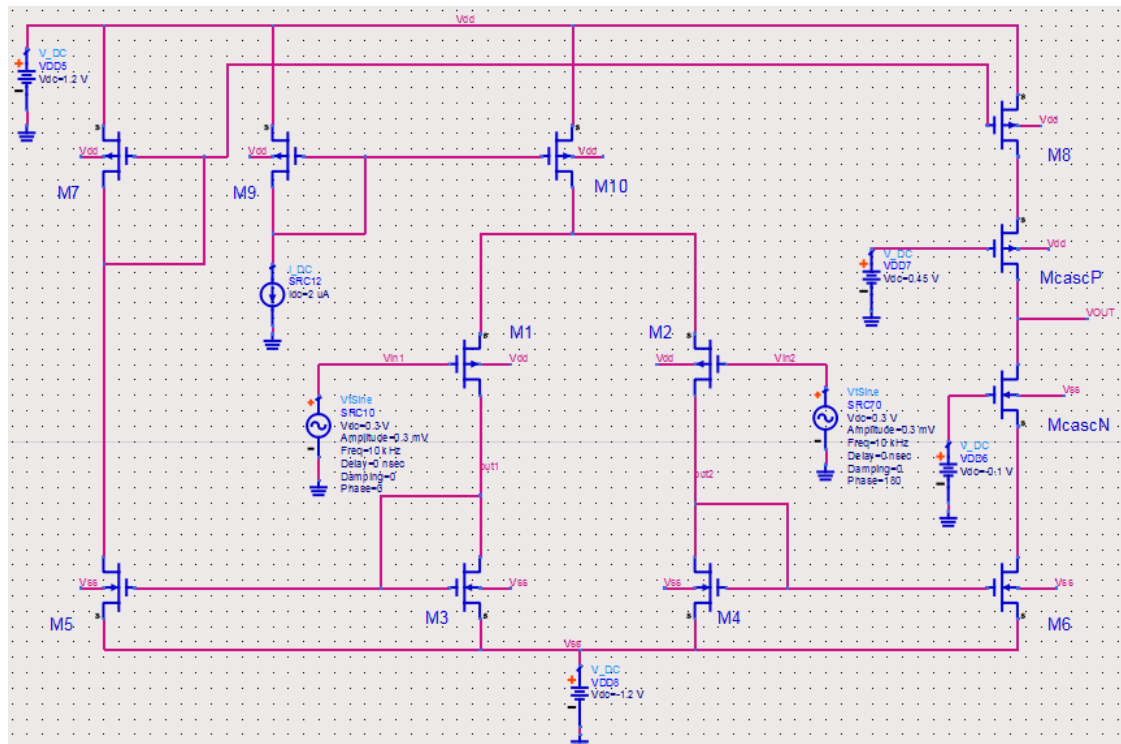 Vdd
V_DC
VDD5
Vdc=1.2 V
S
S
S
S
Vdd
Vdd
Vdd
Vdd
M7
M9
M10
M8
I_DC
SRC12
Idc=2 uA
S
Vdd
V_DC
VDD7
Vdc=0.45 V
McascP
VOUT
M1
M2
S
S
Vin1
Vdd
Vdd
Vin2
VtSine
SRC10
Vdc=0.3 V
Amplitude=0.3 mV
Freq=10 kHz
Delay=0 nsec
Damping=0
Phase=0
VtSine
SRC70
Vdc=0.3 V
Amplitude=0.3 mV
Freq=10 kHz
Delay=0 nsec
Damping=0
Phase=180
Vss
McascN
V_DC
Vdc=-0.1 V
out1
out2
Vss
Vss
Vss
Vss
M5
M3
M4
M6
S
S
S
S
Vss
V_DC
Vdc=-1.2 V